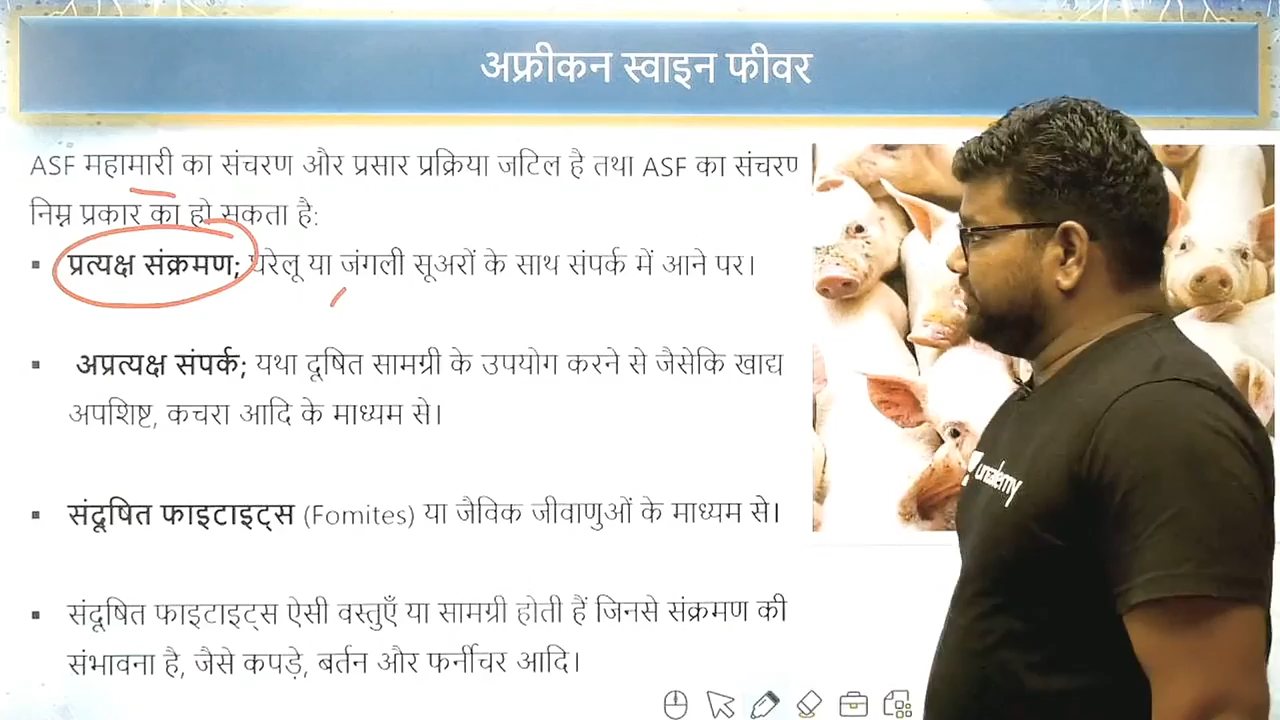 अफ्रीकन स्वाइन फीवर
ASF महामारी का संचरण और प्रसार प्रक्रिया जटिल है तथा ASF का संचरण
निम्न प्रकार का हो सकता है:
▪ प्रत्यक्ष संक्रमण; घरेलू या जंगली सूअरों के साथ संपर्क में आने पर।
▪ अप्रत्यक्ष संपर्क; यथा दूषित सामग्री के उपयोग करने से जैसेकि खाद्य
अपशिष्ट, कचरा आदि के माध्यम से।
▪ संदूषित फाइटाइट्स (Fomites) या जैविक जीवाणुओं के माध्यम से।
▪ संदूषित फाइटाइट्स ऐसी वस्तुएँ या सामग्री होती हैं जिनसे संक्रमण की
संभावना है, जैसे कपड़े, बर्तन और फर्नीचर आदि।
unacademy